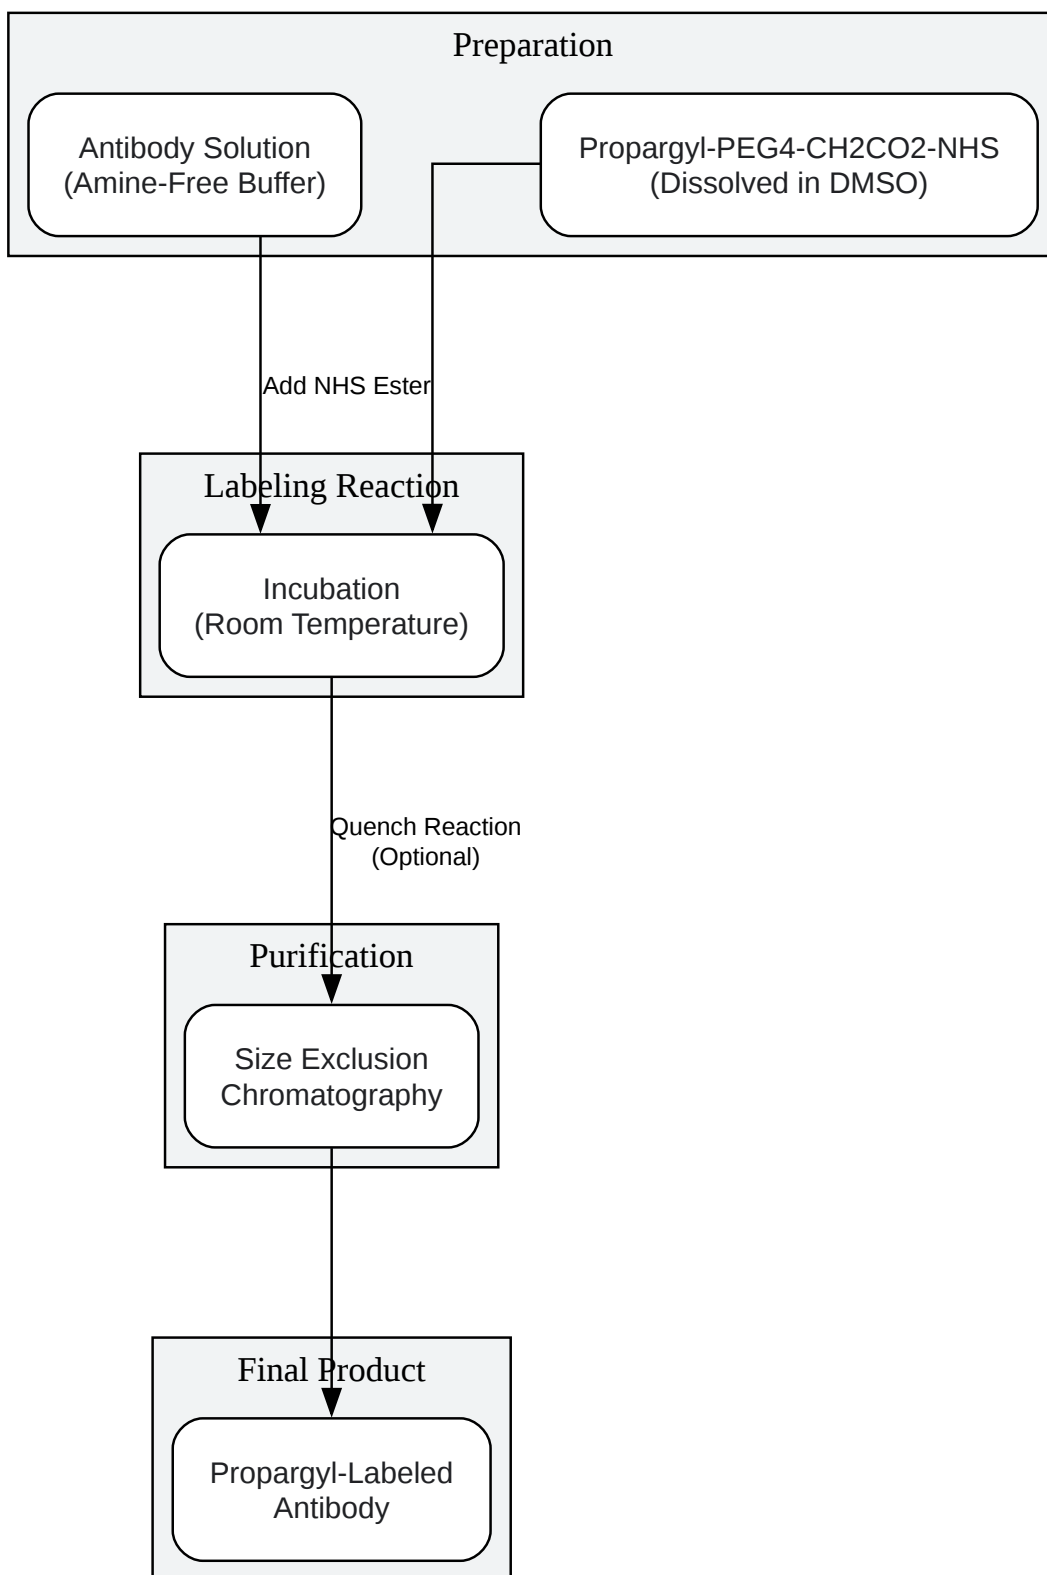 Preparation
Antibody Solution
(Amine-Free Buffer)
Propargyl-PEG4-CH2CO2-NHS
(Dissolved in DMSO)
Add NHS Ester
Labeling Reaction
Incubation
(Room Temperature)
Quench Reaction
(Optional)
Purification
Size Exclusion
Chromatography
Final Product
Propargyl-Labeled
Antibody